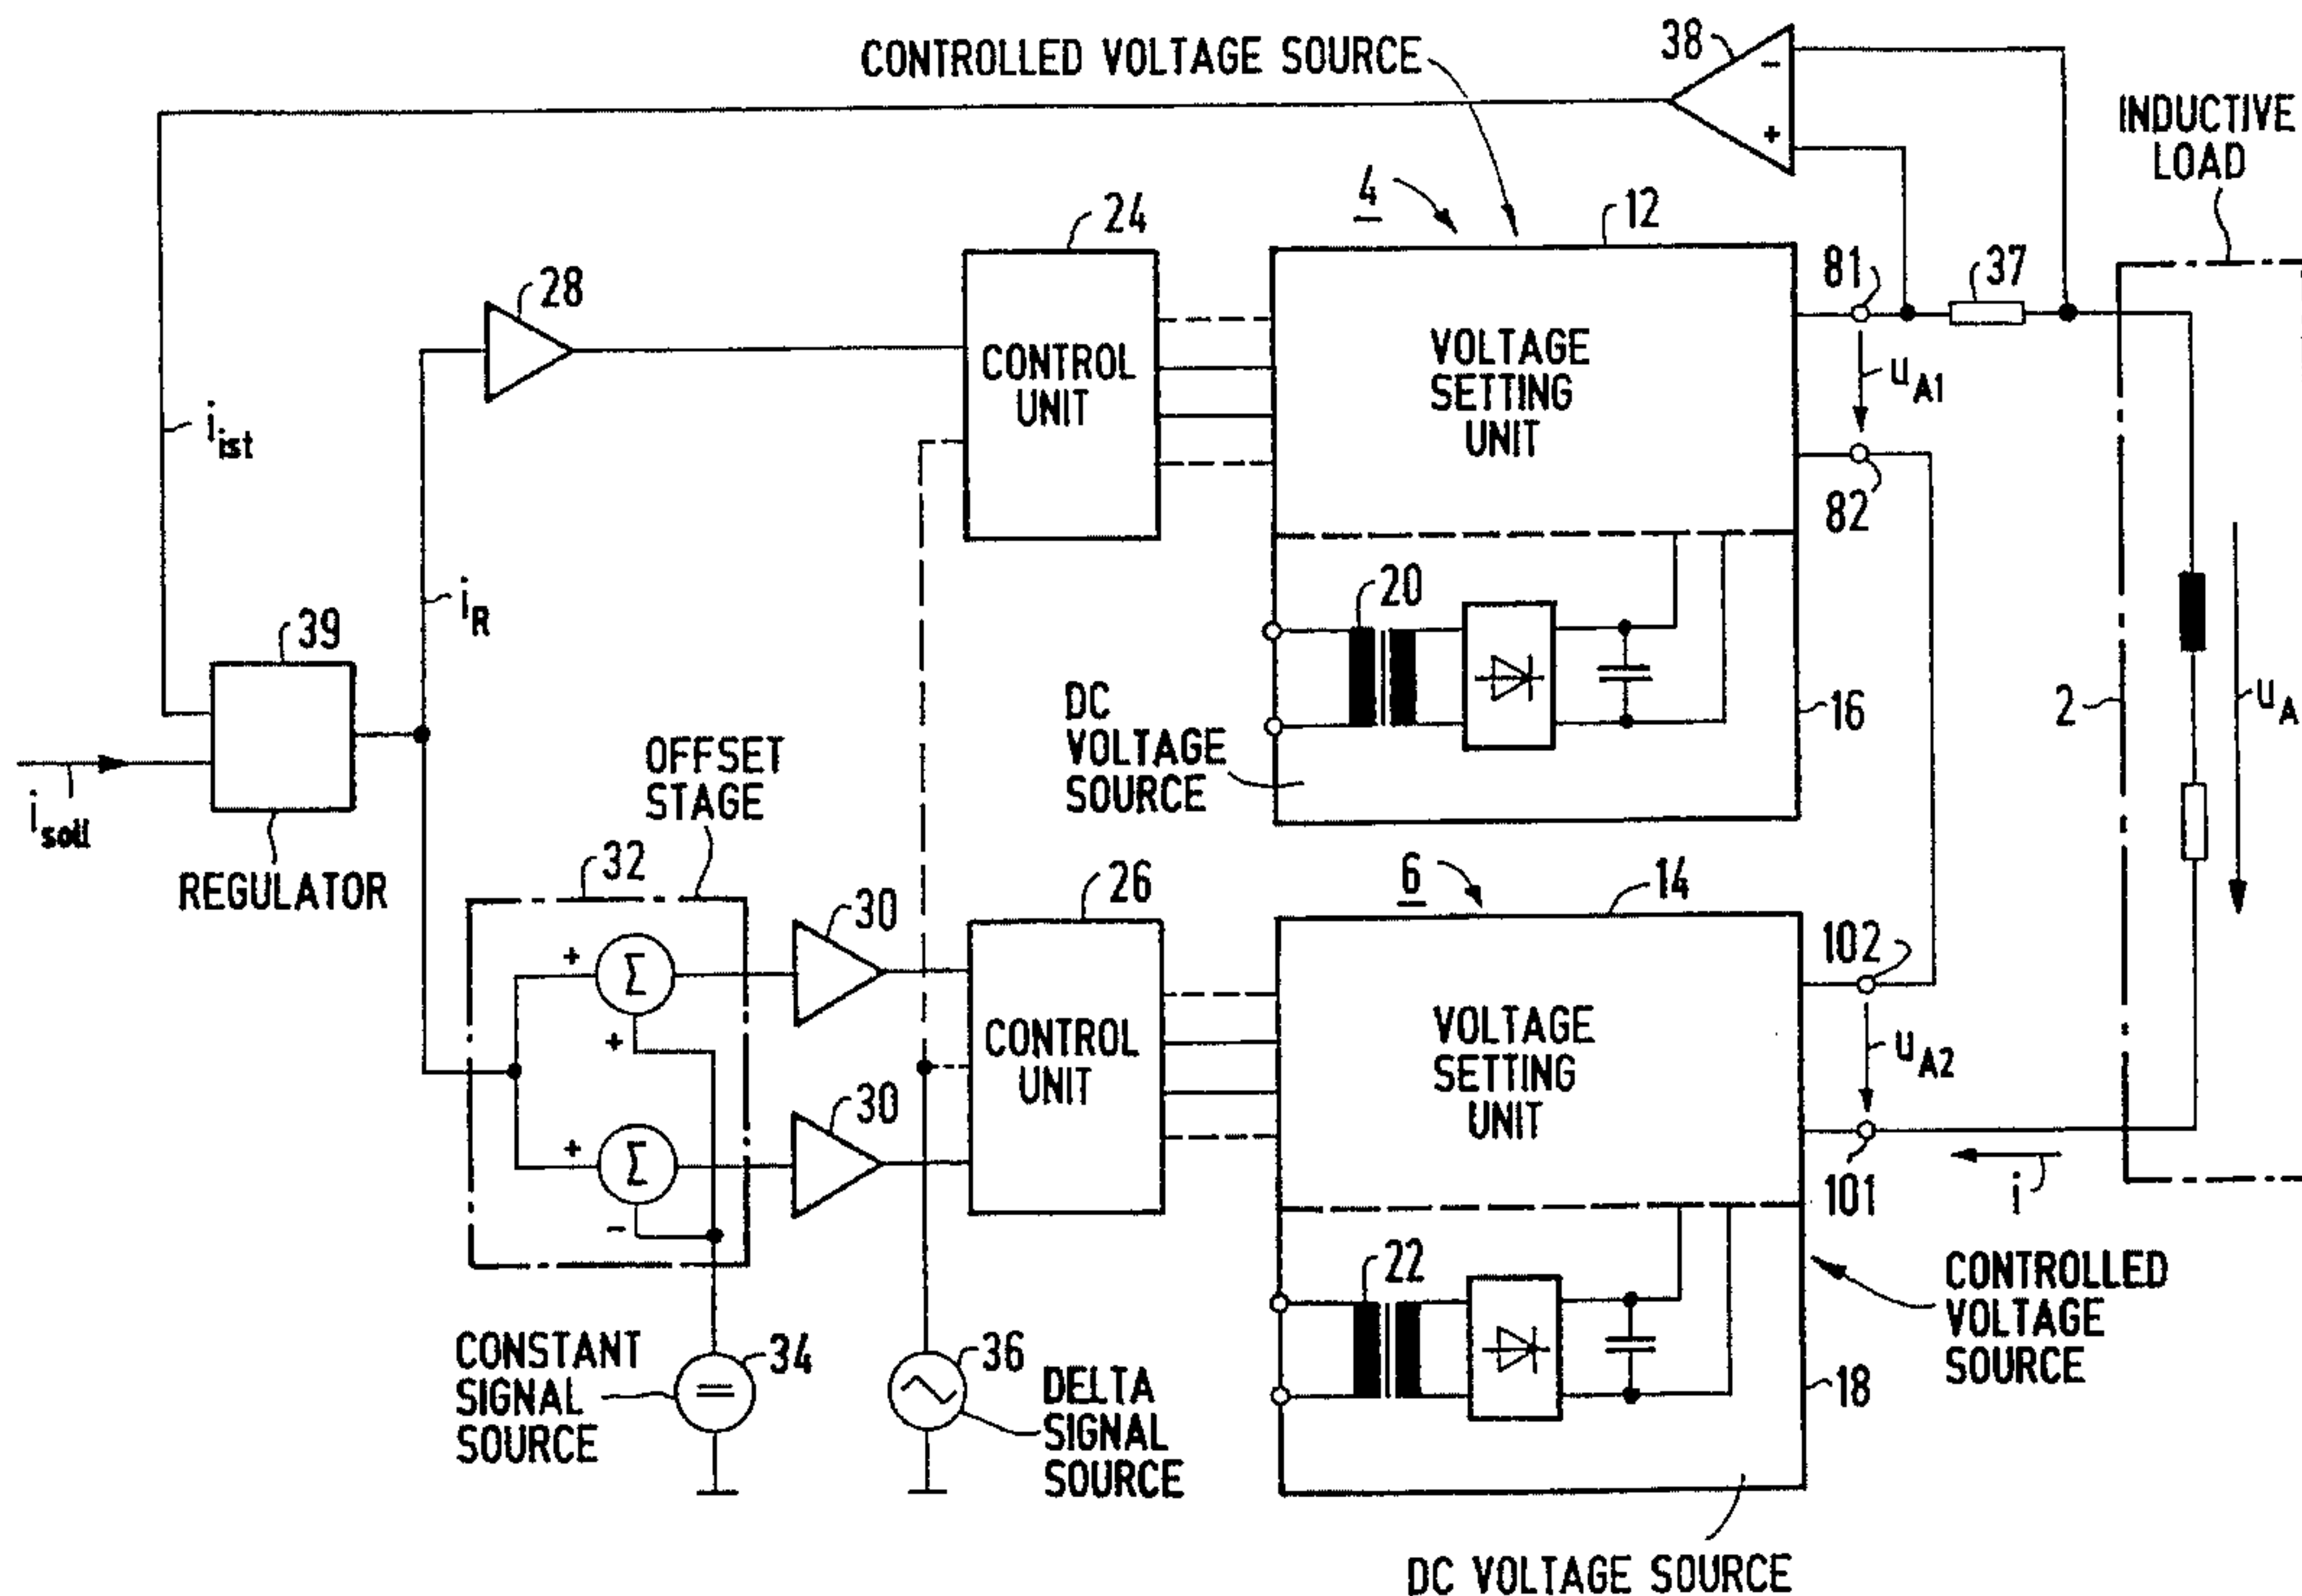 CONTROLLED VOLTAGE SOURCE
38
-
+
INDUCTIVE
LOAD
4
12
24
81
37
28
CONTROL
UNIT
VOLTAGE
SETTING
UNIT
u_A1
i_ist
82
i_R
20
39
DC
VOLTAGE
SOURCE
16
2
u_A
i_soll
OFFSET
STAGE
REGULATOR
32
30
26
6
14
102
+
Σ
+
CONTROL
UNIT
VOLTAGE
SETTING
UNIT
u_A2
30
+
Σ
-
101
i
22
CONTROLLED
VOLTAGE
SOURCE
CONSTANT
SIGNAL
SOURCE
34
36
DELTA
SIGNAL
SOURCE
18
DC VOLTAGE SOURCE